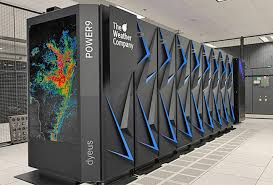 POWER9
dyeus
The
Weather
Company